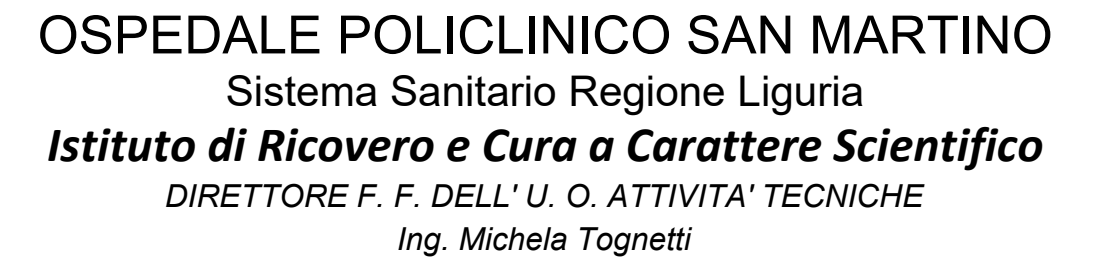 OSPEDALE POLICLINICO SAN MARTINO
Sistema Sanitario Regione Liguria
Istituto di Ricovero e Cura a Carattere Scientifico
DIRETTORE F. F. DELL' U. O. ATTIVITA' TECNICHE
Ing. Michela Tognetti